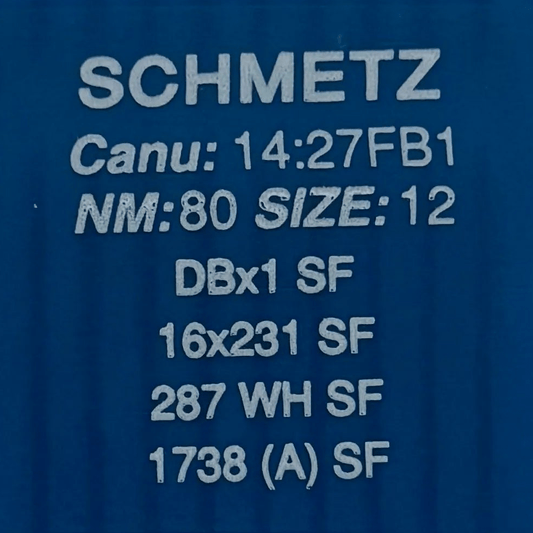 SCHMETZ
Canu: 14:27FB1
NM:80 SIZE:12
DBx1 SF
16x231 SF
287 WH SF
1738 (A) SF